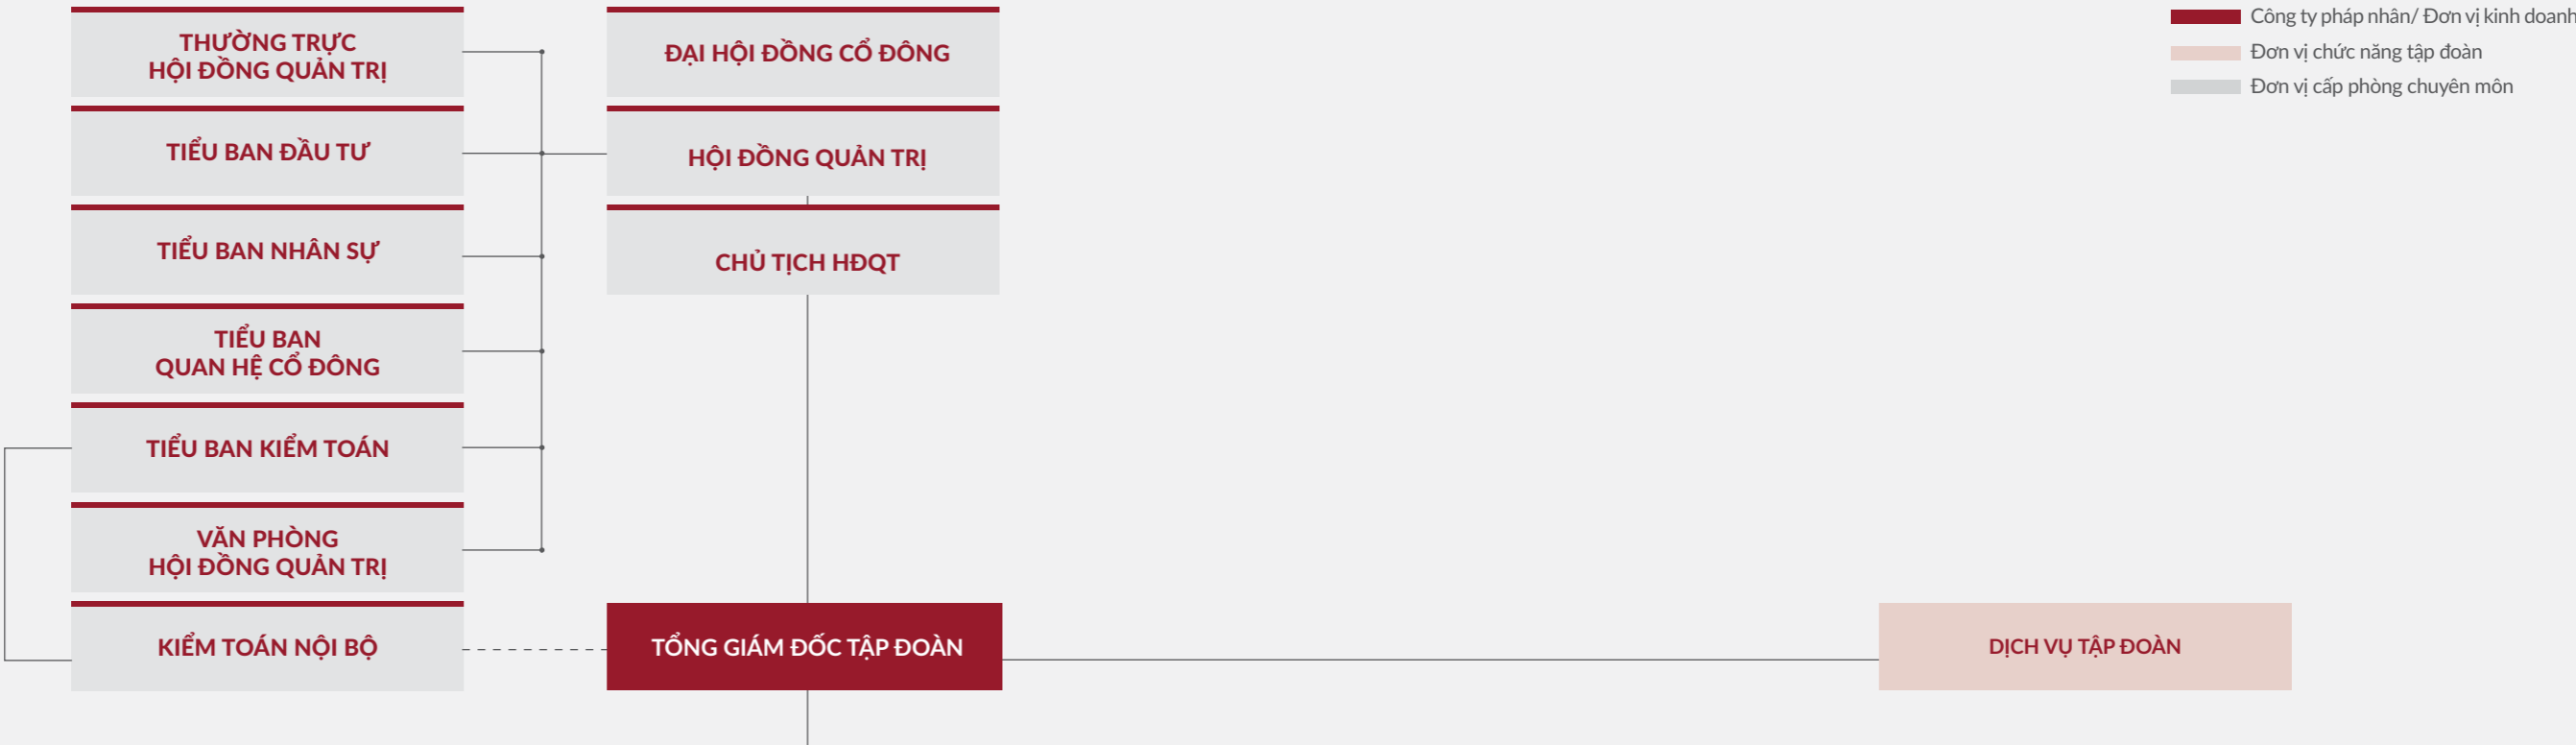 THƯỜNG TRỰC
HỘI ĐỒNG QUẢN TRỊ
TIỂU BAN ĐẦU TƯ
TIỂU BAN NHÂN SỰ
TIỂU BAN
QUAN HỆ CỔ ĐÔNG
TIỂU BAN KIỂM TOÁN
VĂN PHÒNG
HỘI ĐỒNG QUẢN TRỊ
KIỂM TOÁN NỘI BỘ
ĐẠI HỘI ĐỒNG CỔ ĐÔNG
HỘI ĐỒNG QUẢN TRỊ
CHỦ TỊCH HĐQT
TỔNG GIÁM ĐỐC TẬP ĐOÀN
DỊCH VỤ TẬP ĐOÀN
Công ty pháp nhân/ Đơn vị kinh doanh
Đơn vị chức năng tập đoàn
Đơn vị cấp phòng chuyên môn